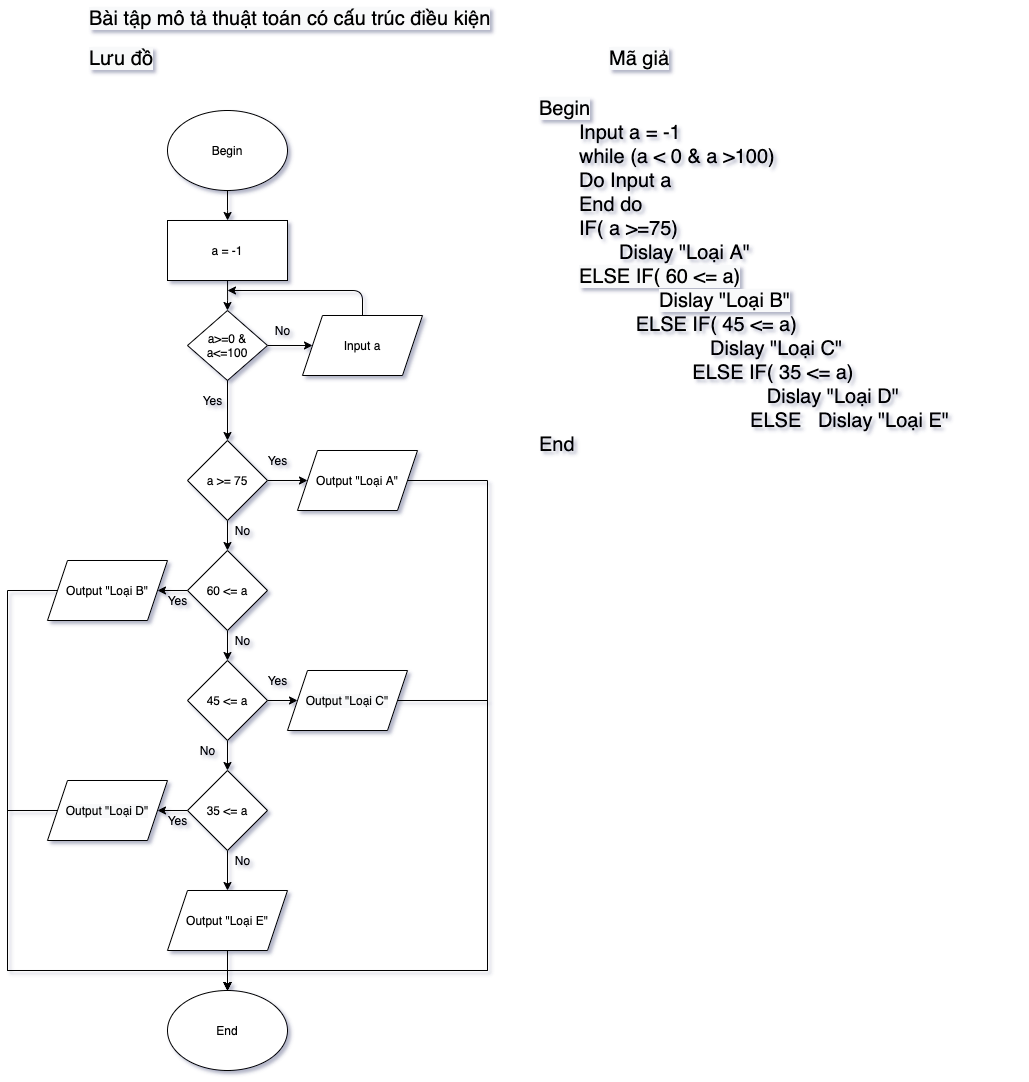 Bài tập mô tả thuật toán có cấu trúc điều kiện
Lưu đồ
Begin
a = -1
a>=0 &
a<=100
No
Input a
Yes
a >= 75
Yes
Output "Loại A"
No
60 <= a
Yes
Output "Loại B"
No
45 <= a
Yes
Output "Loại C"
No
35 <= a
Yes
Output "Loại D"
No
Output "Loại E"
End
Mã giả
Begin
Input a = -1
while (a < 0 & a >100)
Do Input a
End do
IF( a >=75)
Dislay "Loại A"
ELSE IF( 60 <= a)
Dislay "Loại B"
ELSE IF( 45 <= a)
Dislay "Loại C"
ELSE IF( 35 <= a)
Dislay "Loại D"
ELSE Dislay "Loại E"
End